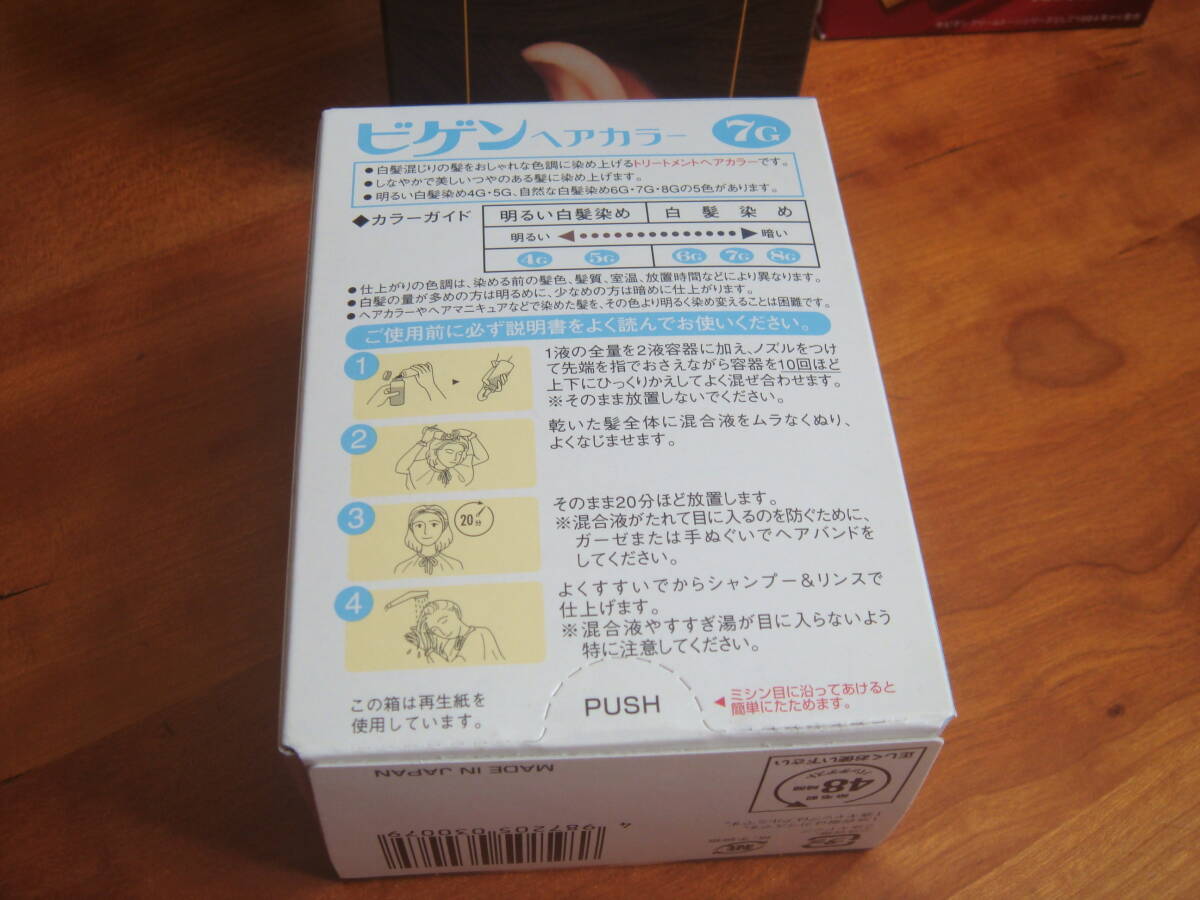 ビゲン ヘアカラー 7G
●白髪混じりの髪をおしゃれな色調に染め上げるトリートメントヘアカラーです。
●しなやかで美しいつやのある髪に染め上げます。
●明るい白髪染め4G・5G、自然な白髪染め6G・7G・8Gの5色があります。
◆カラーガイド
明るい白髪染め 白髪染め
明るい 暗い
4G 5G 6G 7G 8G
●仕上がりの色調は、染める前の髪色、髪質、室温、放置時間などにより異なります。
●白髪の量が多めの方は明るめに、少なめの方は暗めに仕上がります。
●ヘアカラーやヘアマニキュアなどで染めた髪を、その色より明るく染め変えることは困難です。
ご使用前に必ず説明書をよく読んでお使いください。
1
1液の全量を2液容器に加え、ノズルをつけ
て先端を指でおさえながら容器を10回ほど
上下にひっくりかえしてよく混ぜ合わせます。
※そのまま放置しないでください。
2
乾いた髪全体に混合液をムラなくぬり、
よくなじませます。
3
20分
そのまま20分ほど放置します。
※混合液がたれて目に入るのを防ぐために、
ガーゼまたは手ぬぐいでヘアバンドを
してください。
4
よくすすいでからシャンプー&リンスで
仕上げます。
※混合液やすすぎ湯が目に入らないよう
特に注意してください。
この箱は再生紙を
使用しています。
PUSH
◀ミシン目に沿ってあけると
簡単にたためます。
MADE IN JAPAN
正しくお使い下さい
48時間
4 987205 030079